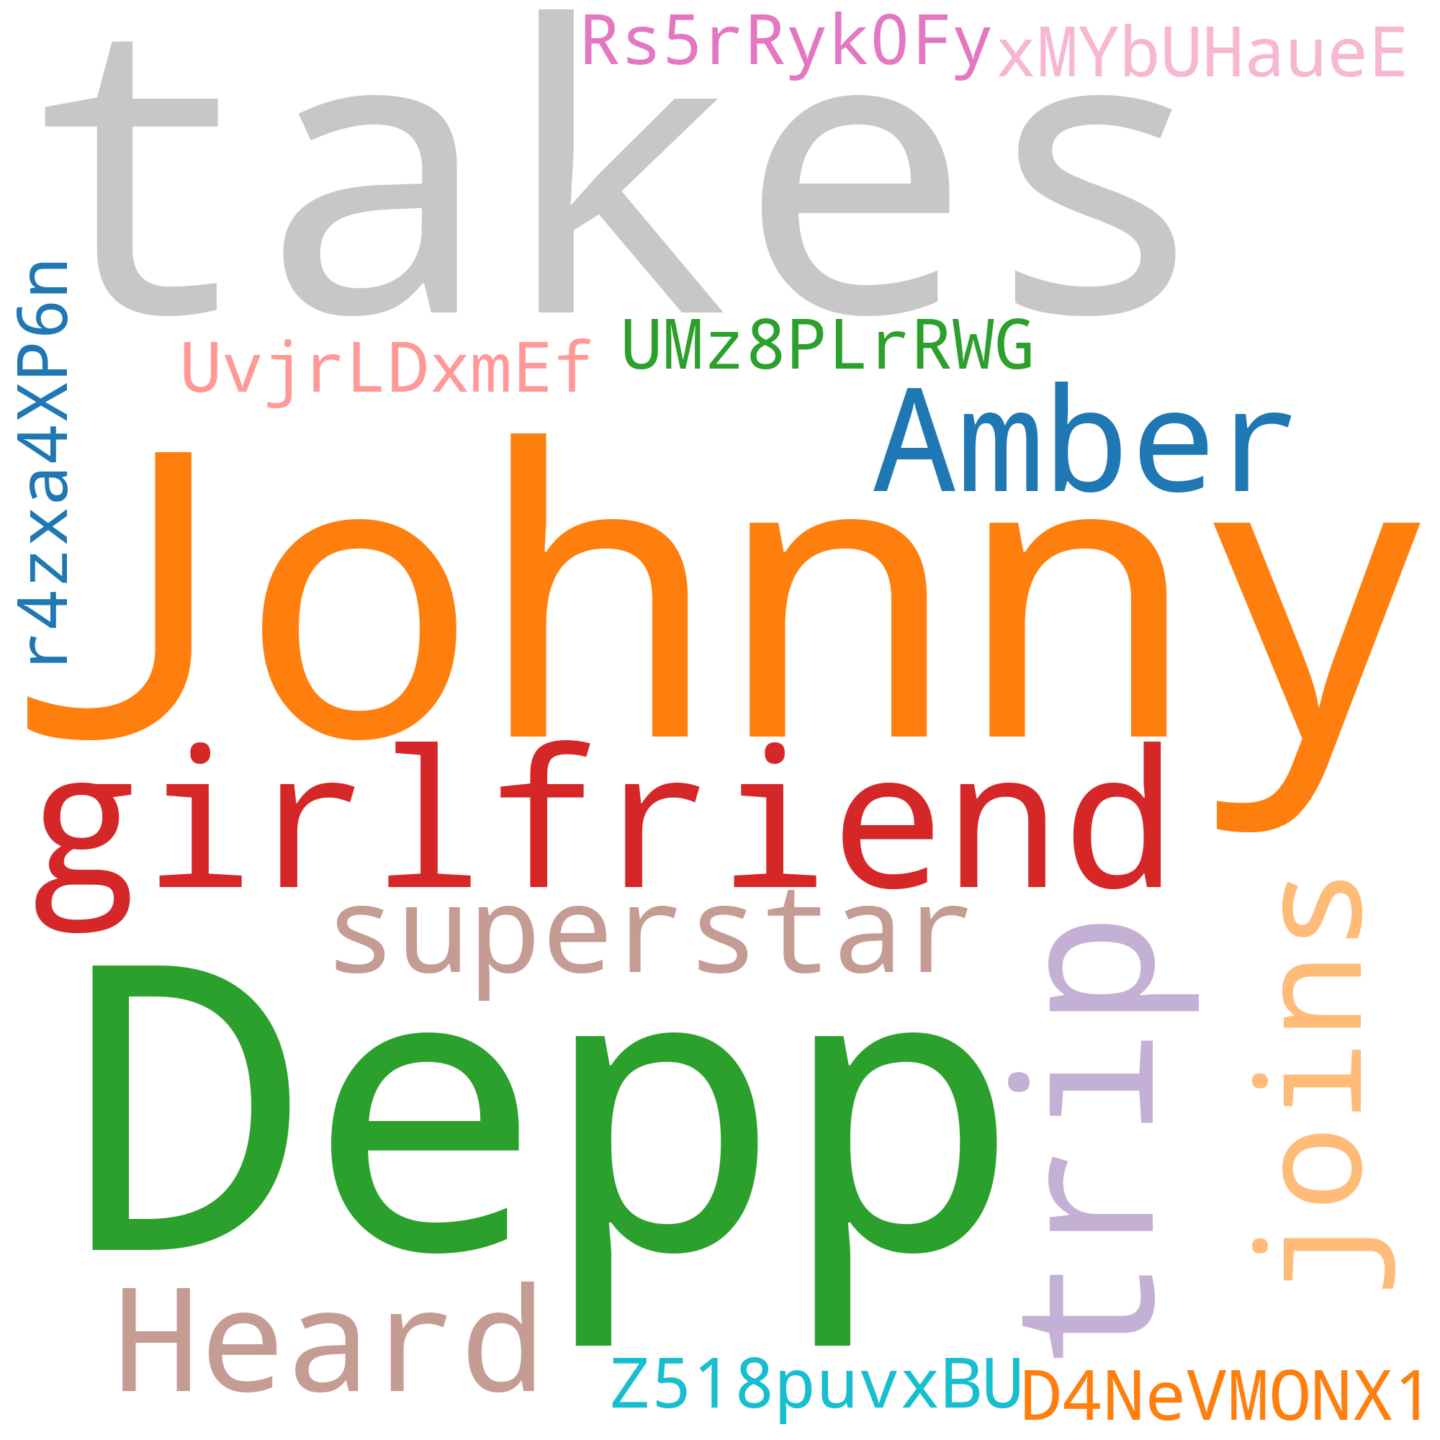 Rs5rRyk0Fy xMYbUHaueE
takes
r4zxa4XP6n
UvjrLDxmEf UMz8PLrRWG
Amber
Johnny
girlfriend
superstar
Depp
trip
joins
Heard
Z518puvxBU D4NeVMONX1